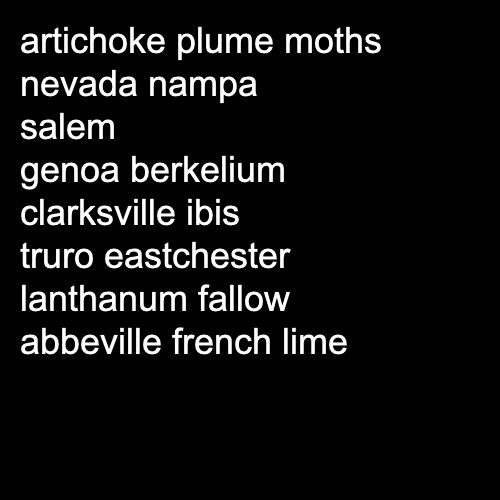 artichoke plume moths
nevada nampa
salem
genoa berkelium
clarksville ibis
truro eastchester
lanthanum fallow
abbeville french lime